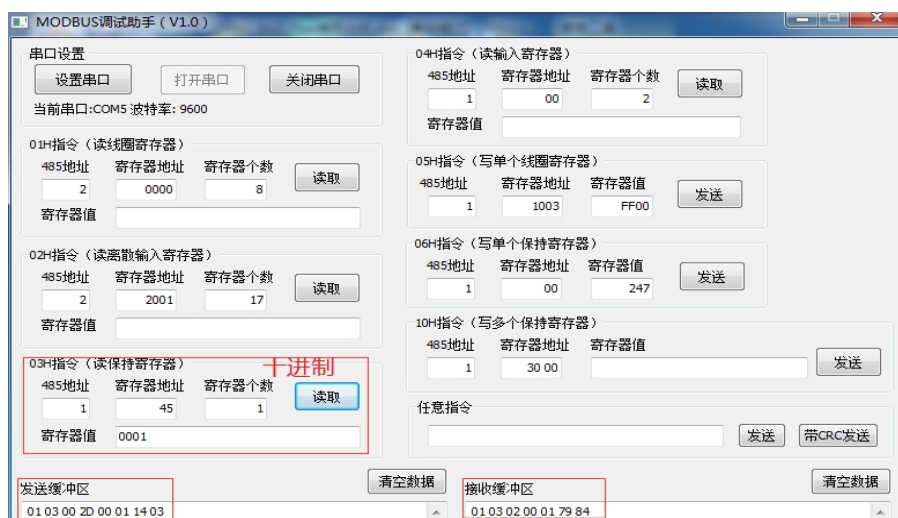 MODBUS调试助手（V1.0）
串口设置
设置串口 打开串口 关闭串口
当前串口:COM5 波特率: 9600
01H指令（读线圈寄存器）
485地址 寄存器地址 寄存器个数
2 0000 8 读取
寄存器值
02H指令（读离散输入寄存器）
485地址 寄存器地址 寄存器个数
2 2001 17 读取
寄存器值
03H指令（读保持寄存器） 十进制
485地址 寄存器地址 寄存器个数
1 45 1 读取
寄存器值 0001
04H指令（读输入寄存器）
485地址 寄存器地址 寄存器个数
1 00 2 读取
寄存器值
05H指令（写单个线圈寄存器）
485地址 寄存器地址 寄存器值
1 1003 FF00 发送
06H指令（写单个保持寄存器）
485地址 寄存器地址 寄存器值
1 00 247 发送
10H指令（写多个保持寄存器）
485地址 寄存器地址 寄存器值
1 30 00 发送
任意指令
发送 带CRC发送
发送缓冲区 清空数据
01 03 00 2D 00 01 14 03
接收缓冲区 清空数据
01 03 02 00 01 79 84